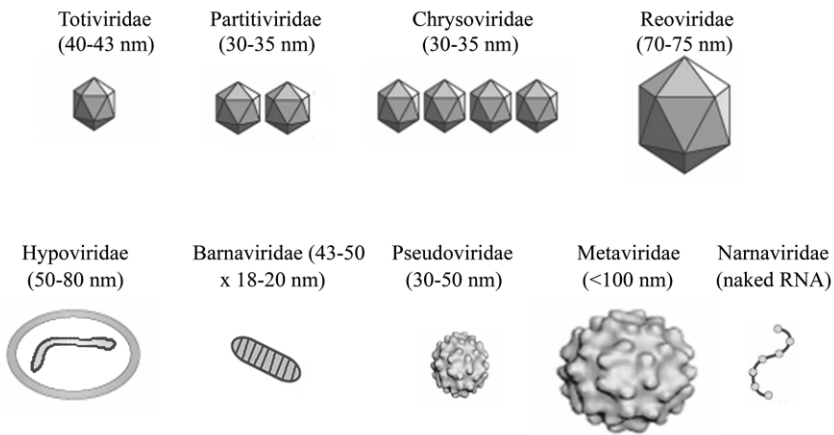 Totiviridae
(40-43 nm)
Partitiviridae
(30-35 nm)
Chrysoviridae
(30-35 nm)
Reoviridae
(70-75 nm)
Hypoviridae
(50-80 nm)
Barnaviridae (43-50
x 18-20 nm)
Pseudoviridae
(30-50 nm)
Metaviridae
(<100 nm)
Narnaviridae
(naked RNA)